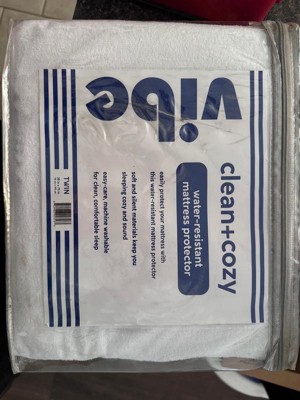 vibe
clean+cozy
water-resistant
mattress protector
easily protect your mattress with
this water-resistant mattress protector
soft and silent materials keep you
sleeping cozy and sound
easy-care, machine washable
for clean, comfortable sleep
TWIN